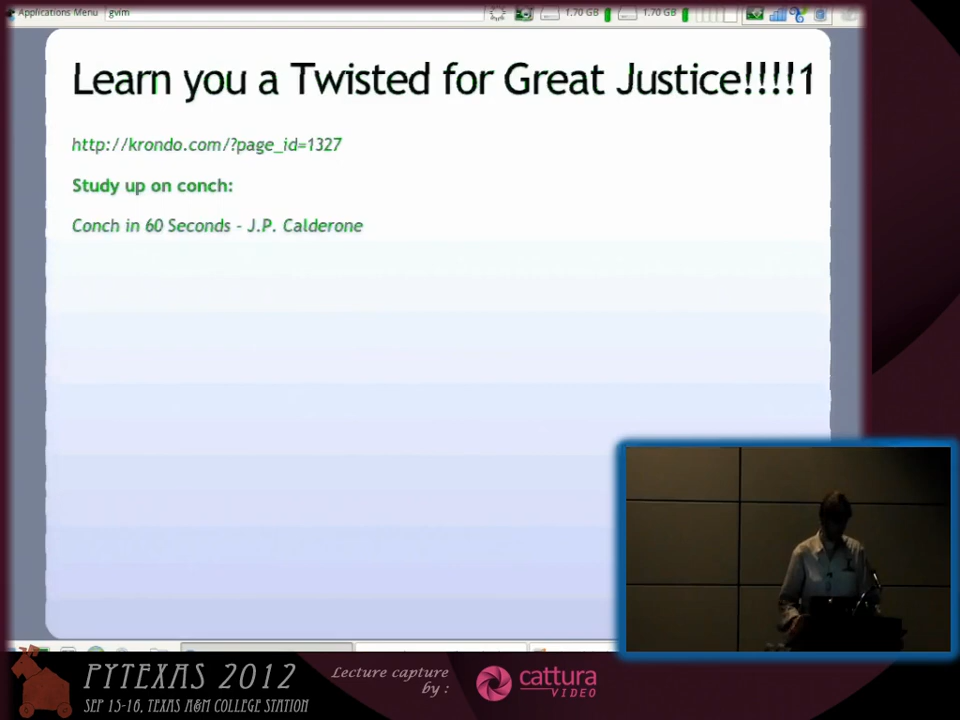 Applications Menu gvim 1.70 GB 1.70 GB
Learn you a Twisted for Great Justice!!!!1
http://krondo.com/?page_id=1327
Study up on conch:
Conch in 60 Seconds - J.P. Calderone
PYTEXAS 2012
SEP 15-16, TEXAS A&M COLLEGE STATION
Lecture capture
by :
cattura
VIDEO